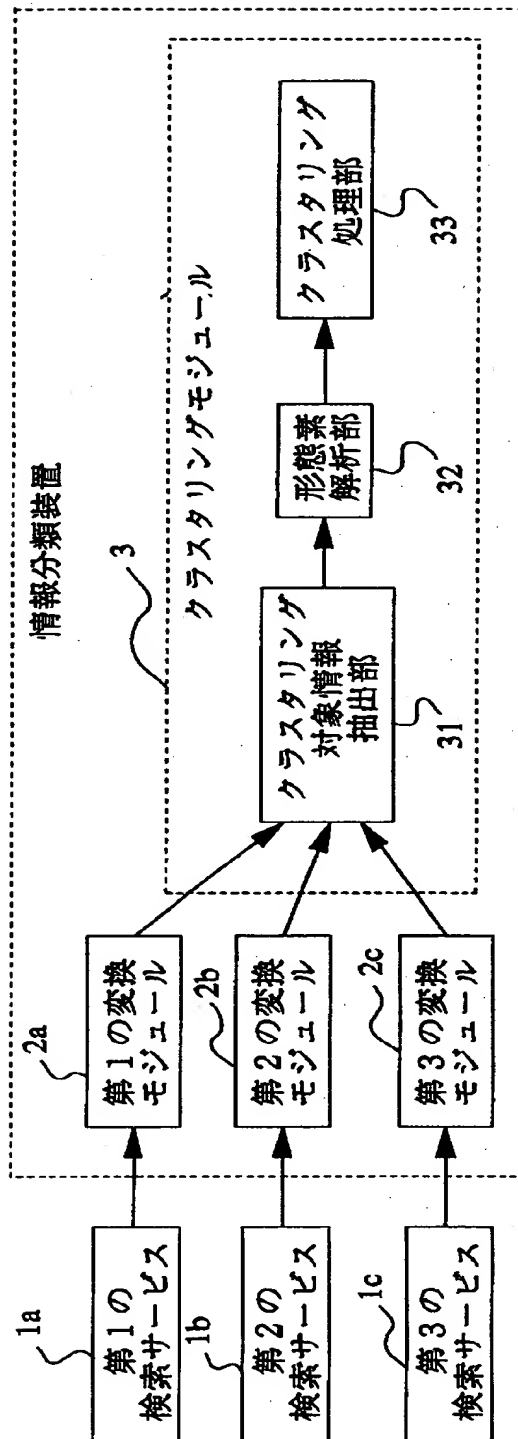 情報分類装置
3
クラスタリングモジュール
1a
第1の
検索サービス
2a
第1の変換
モジュール
1b
第2の
検索サービス
2b
第2の変換
モジュール
1c
第3の
検索サービス
2c
第3の変換
モジュール
クラスタリング
対象情報
抽出部
31
形態素
解析部
32
クラスタリング
処理部
33